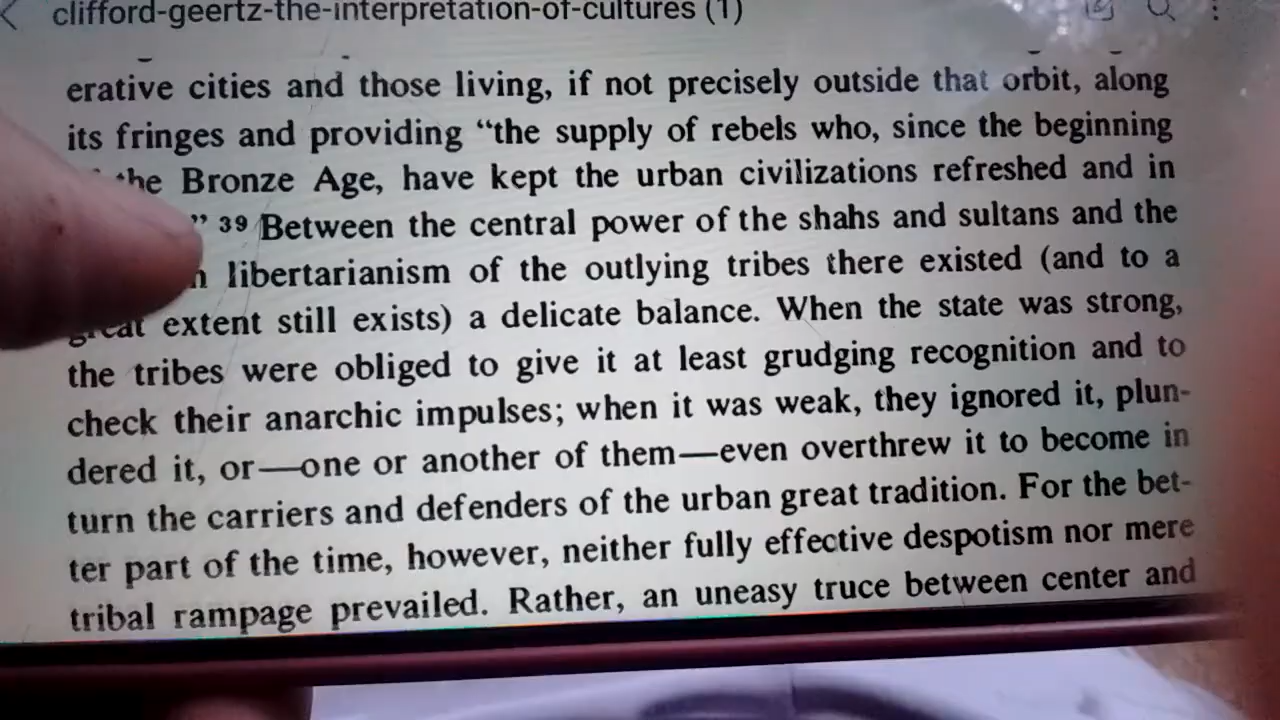 clifford-geertz-the-interpretation-of-cultures (1)
erative cities and those living, if not precisely outside that orbit, along
its fringes and providing “the supply of rebels who, since the beginning
the Bronze Age, have kept the urban civilizations refreshed and in
” 39 Between the central power of the shahs and sultans and the
libertarianism of the outlying tribes there existed (and to a
great extent still exists) a delicate balance. When the state was strong,
the tribes were obliged to give it at least grudging recognition and to
check their anarchic impulses; when it was weak, they ignored it, plun-
dered it, or—one or another of them—even overthrew it to become in
turn the carriers and defenders of the urban great tradition. For the bet-
ter part of the time, however, neither fully effective despotism nor mere
tribal rampage prevailed. Rather, an uneasy truce between center and